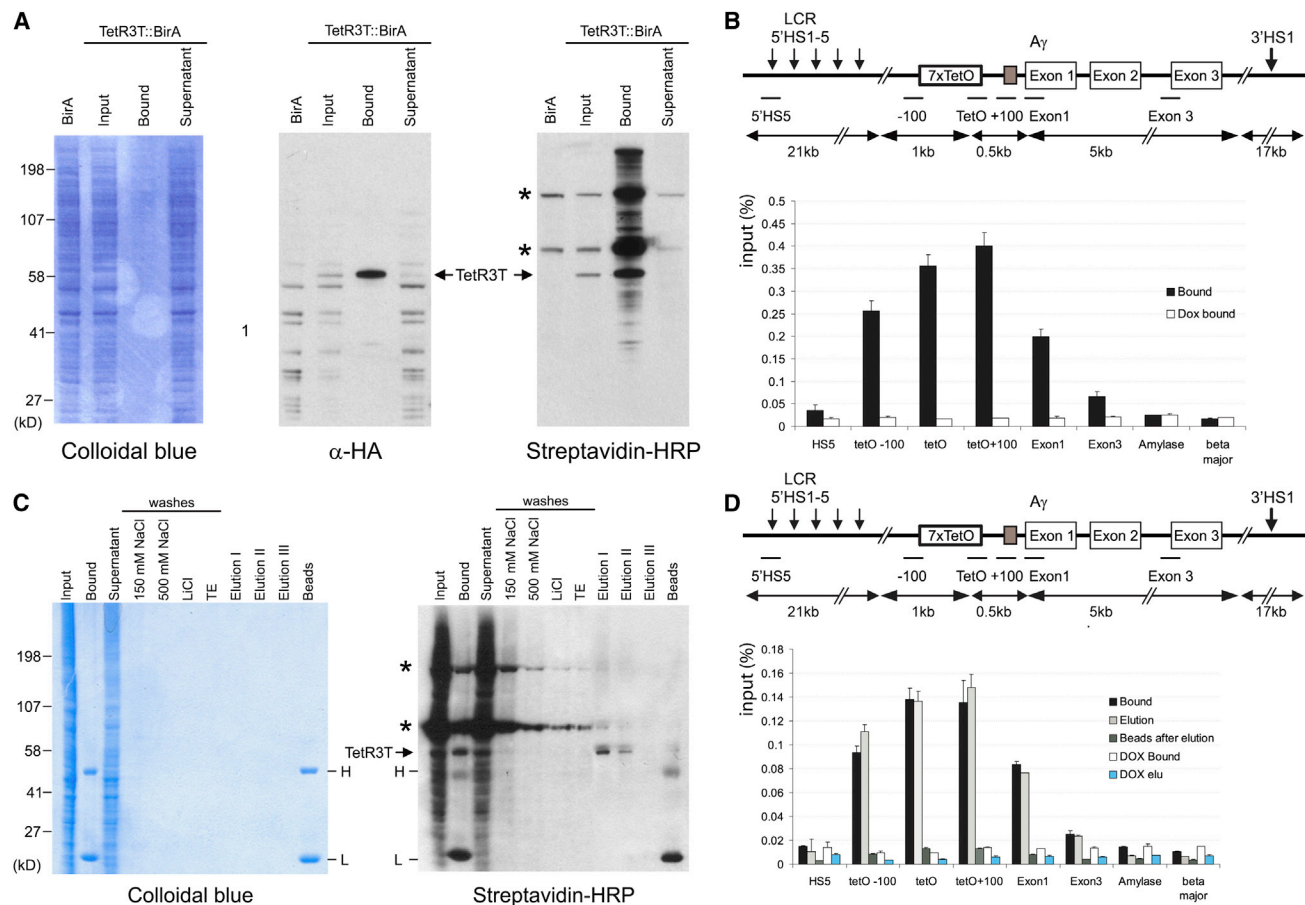 A
TetR3T::BirA
BirA
Input
Bound
Supernatant
198
107
58
41
27
(kD)
Colloidal blue
1
TetR3T::BirA
BirA
Input
Bound
Supernatant
α-HA
TetR3T
TetR3T::BirA
BirA
Input
Bound
Supernatant
*
*
Streptavidin-HRP
B
LCR
5'HS1-5
Aγ
3'HS1
7xTetO
Exon 1
Exon 2
Exon 3
5'HS5
-100
TetO
+100
Exon1
Exon 3
21kb
1kb
0.5kb
5kb
17kb
input (%)
0.5
0.45
0.4
0.35
0.3
0.25
0.2
0.15
0.1
0.05
0
Bound
Dox bound
HS5
tetO -100
tetO
tetO+100
Exon1
Exon3
Amylase
beta major
C
washes
Input
Bound
Supernatant
150 mM NaCl
500 mM NaCl
LiCl
TE
Elution I
Elution II
Elution III
Beads
198
107
58
41
27
(kD)
H
L
Colloidal blue
washes
Input
Bound
Supernatant
150 mM NaCl
500 mM NaCl
LiCl
TE
Elution I
Elution II
Elution III
Beads
*
*
TetR3T
H
L
Streptavidin-HRP
D
LCR
5'HS1-5
Aγ
3'HS1
7xTetO
Exon 1
Exon 2
Exon 3
5'HS5
-100
TetO
+100
Exon1
Exon 3
21kb
1kb
0.5kb
5kb
17kb
input (%)
0.16
0.14
0.12
0.1
0.08
0.06
0.04
0.02
0
Bound
Elution
Beads after elution
DOX Bound
DOX elu
HS5
tetO -100
tetO
tetO+100
Exon1
Exon3
Amylase
beta major